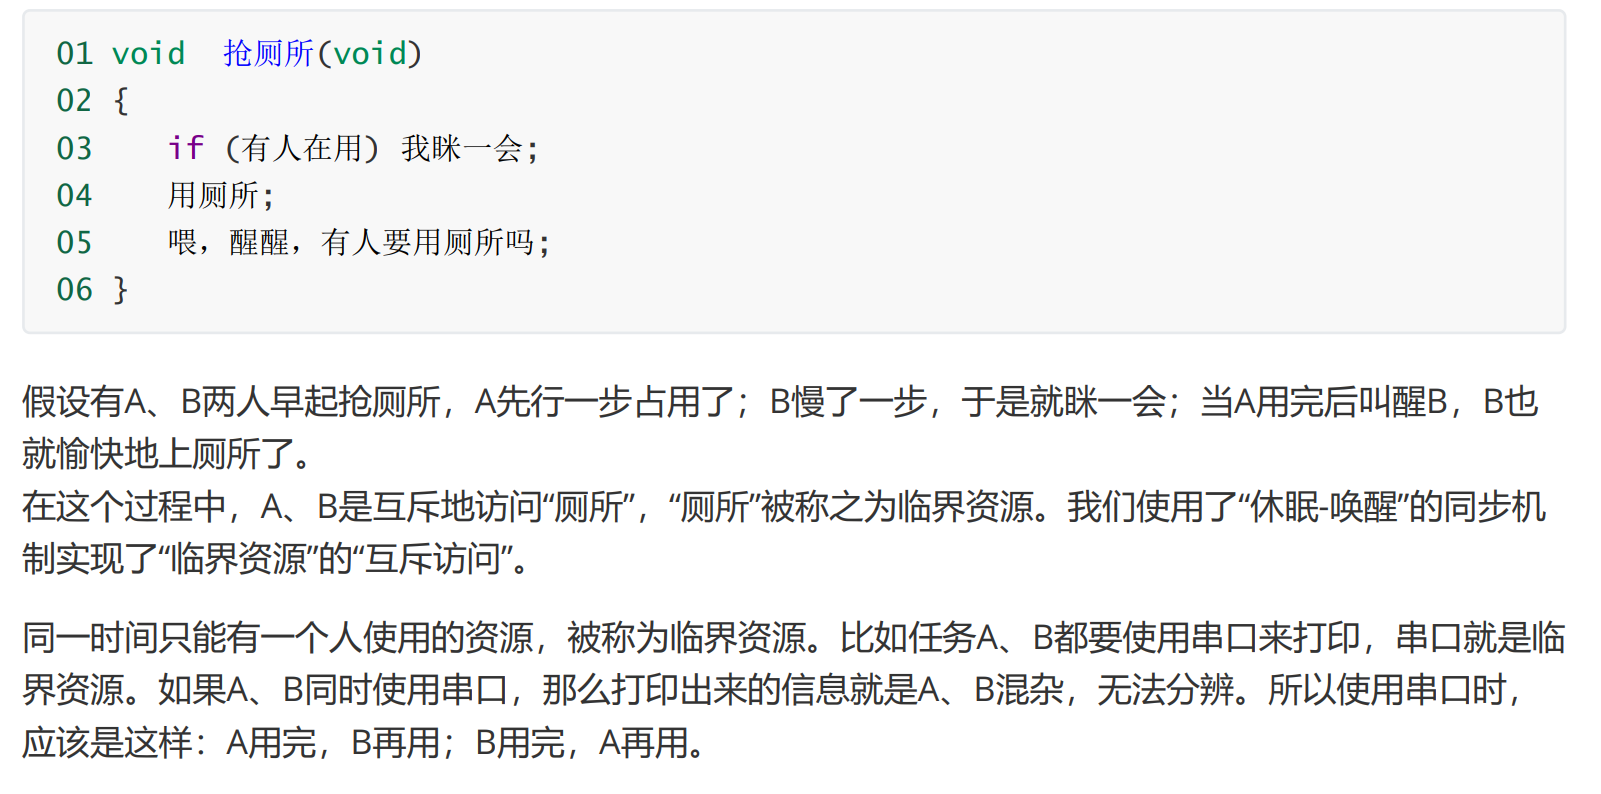 01 void  抢厕所(void)
02 {
03    if (有人在用) 我眯一会;
04    用厕所;
05    喂，醒醒，有人要用厕所吗;
06 }
假设有A、B两人早起抢厕所，A先行一步占用了；B慢了一步，于是就眯一会；当A用完后叫醒B，B也
就愉快地上厕所了。
在这个过程中，A、B是互斥地访问“厕所”，“厕所”被称之为临界资源。我们使用了“休眠-唤醒”的同步机
制实现了“临界资源”的“互斥访问”。
同一时间只能有一个人使用的资源，被称为临界资源。比如任务A、B都要使用串口来打印，串口就是临
界资源。如果A、B同时使用串口，那么打印出来的信息就是A、B混杂，无法分辨。所以使用串口时，
应该是这样：A用完，B再用；B用完，A再用。